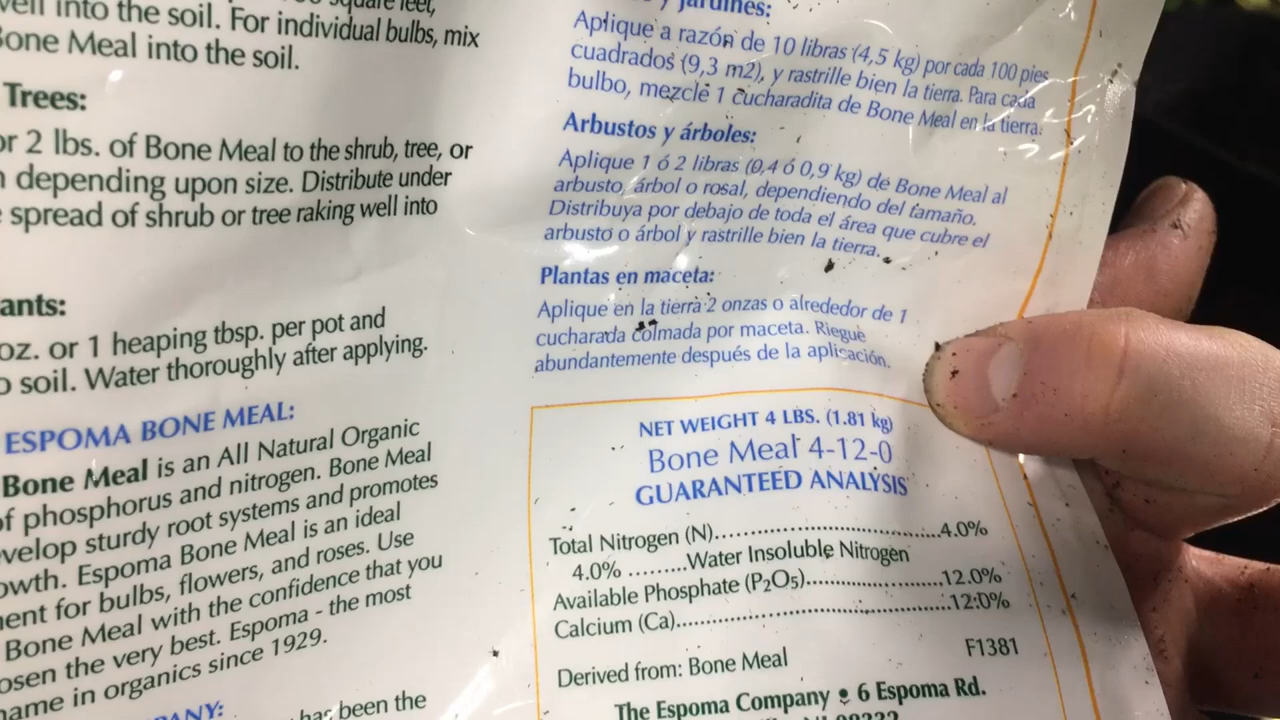 square feet,
well into the soil. For individual bulbs, mix
Bone Meal into the soil.
Trees:
or 2 lbs. of Bone Meal to the shrub, tree, or
depending upon size. Distribute under
spread of shrub or tree raking well into
ants:
oz. or 1 heaping tbsp. per pot and
soil. Water thoroughly after applying.
ESPOMA BONE MEAL:
Bone Meal is an All Natural Organic
of phosphorus and nitrogen. Bone Meal
velop sturdy root systems and promotes
owth. Espoma Bone Meal is an ideal
ment for bulbs, flowers, and roses. Use
Bone Meal with the confidence that you
osen the very best. Espoma - the most
name in organics since 1929.
PANY:
has been the
y jardines:
Aplique a razón de 10 libras (4,5 kg) por cada 100 pies
cuadrados (9,3 m2), y rastrille bien la tierra. Para cada
bulbo, mezcle 1 cucharadita de Bone Meal en la tierra.
Arbustos y árboles:
Aplique 1 ó 2 libras (0,4 ó 0,9 kg) de Bone Meal al
arbusto, árbol o rosal, dependiendo del tamaño.
Distribuya por debajo de toda el área que cubre el
arbusto o árbol y rastrille bien la tierra.
Plantas en maceta:
Aplique en la tierra 2 onzas o alrededor de 1
cucharada colmada por maceta. Riegue
abundantemente después de la aplicación.
NET WEIGHT 4 LBS. (1.81 kg)
Bone Meal 4-12-0
GUARANTEED ANALYSIS
Total Nitrogen (N)..............................4.0%
4.0% .........Water Insoluble Nitrogen
Available Phosphate (P₂O₅)..................12.0%
Calcium (Ca)....................................12.0%
F1381
Derived from: Bone Meal
The Espoma Company • 6 Espoma Rd.